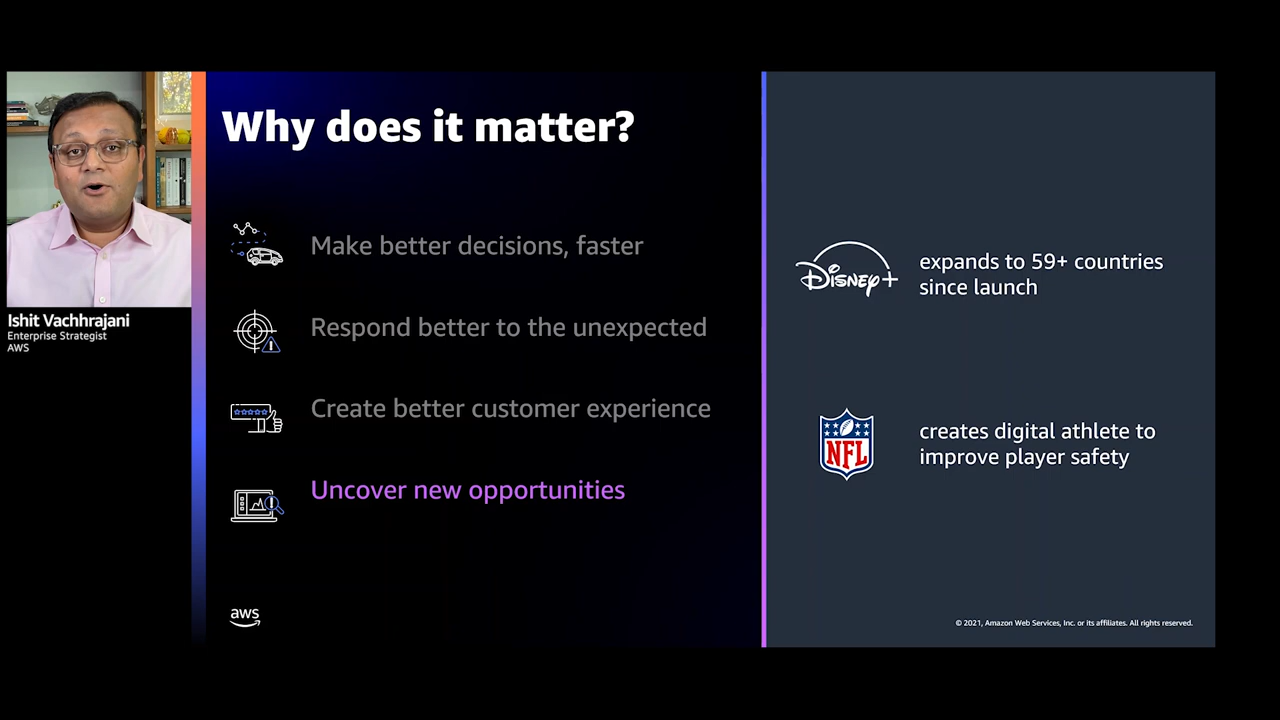 Why does it matter?
Ishit Vachhrajani
Enterprise Strategist
AWS
Make better decisions, faster
Respond better to the unexpected
Create better customer experience
Uncover new opportunities
aws
Disney+
expands to 59+ countries
since launch
NFL
creates digital athlete to
improve player safety
© 2021, Amazon Web Services, Inc. or its affiliates. All rights reserved.